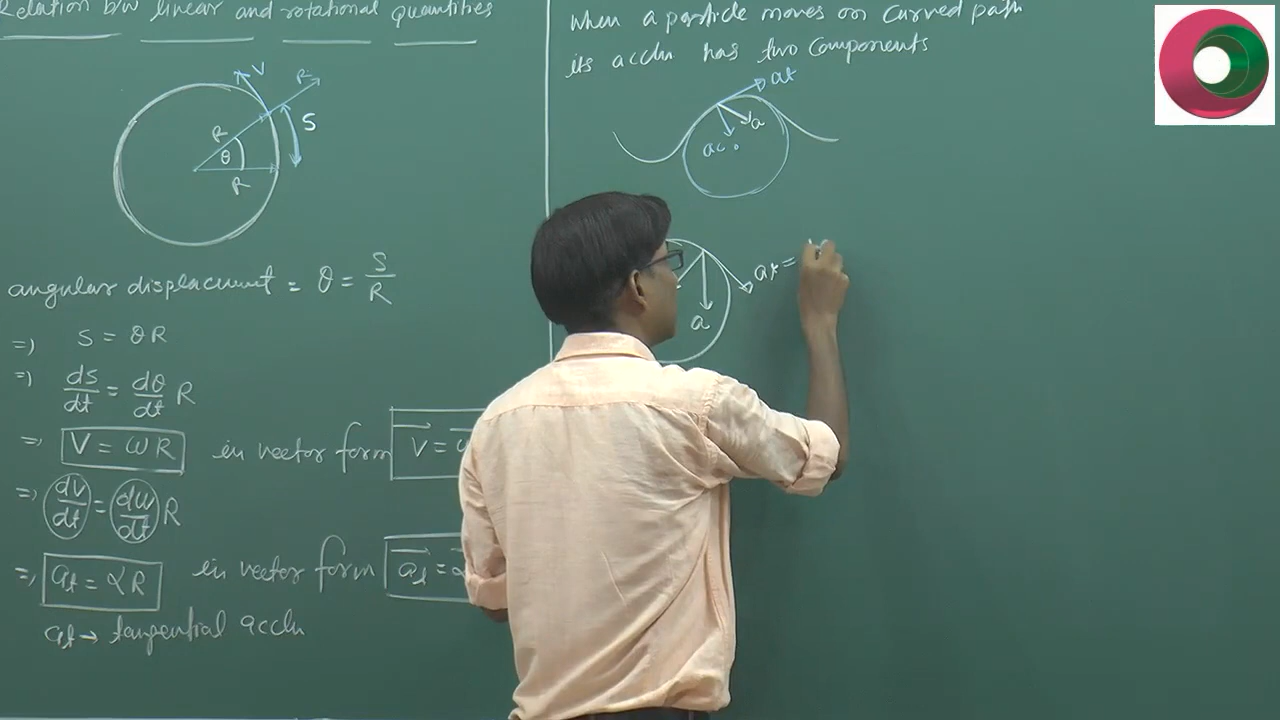 Relation b/w linear and rotational quantities
V
R
R
S
θ
R
angular displacement = θ = S/R
=) S = θR
=) ds/dt = dθ/dt R
=) V = ωR in vector form V =
=) dv/dt = dω/dt R
=) at = αR in vector form at =
at → tangential accln
When a particle moves on curved path
its accln has two components
at
a
ac
at =
a